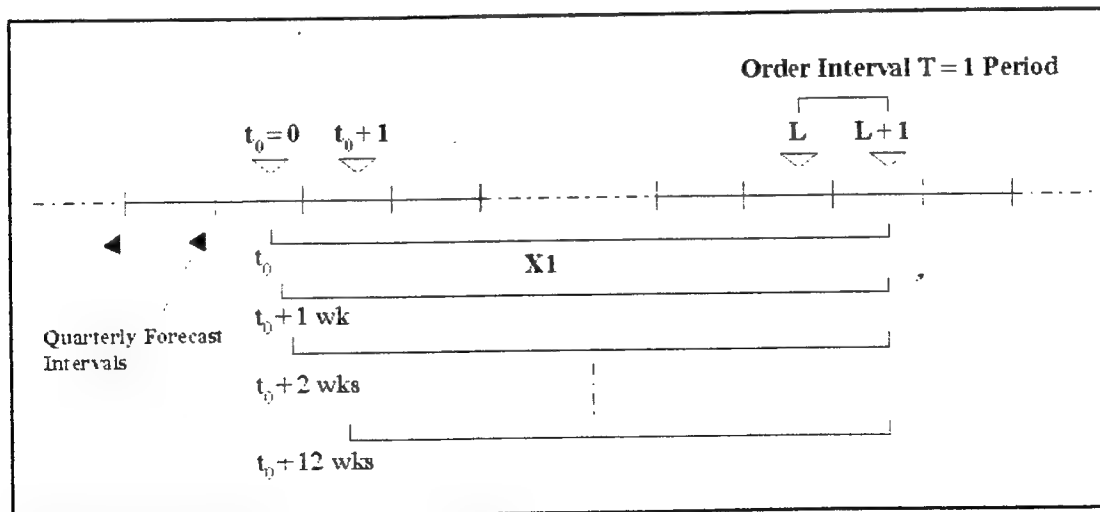 Order Interval T = 1 Period
t₀=0 t₀+1 L L+1
t₀
X1
t₀+1 wk
Quarterly Forecast
Intervals
t₀+2 wks
t₀+12 wks